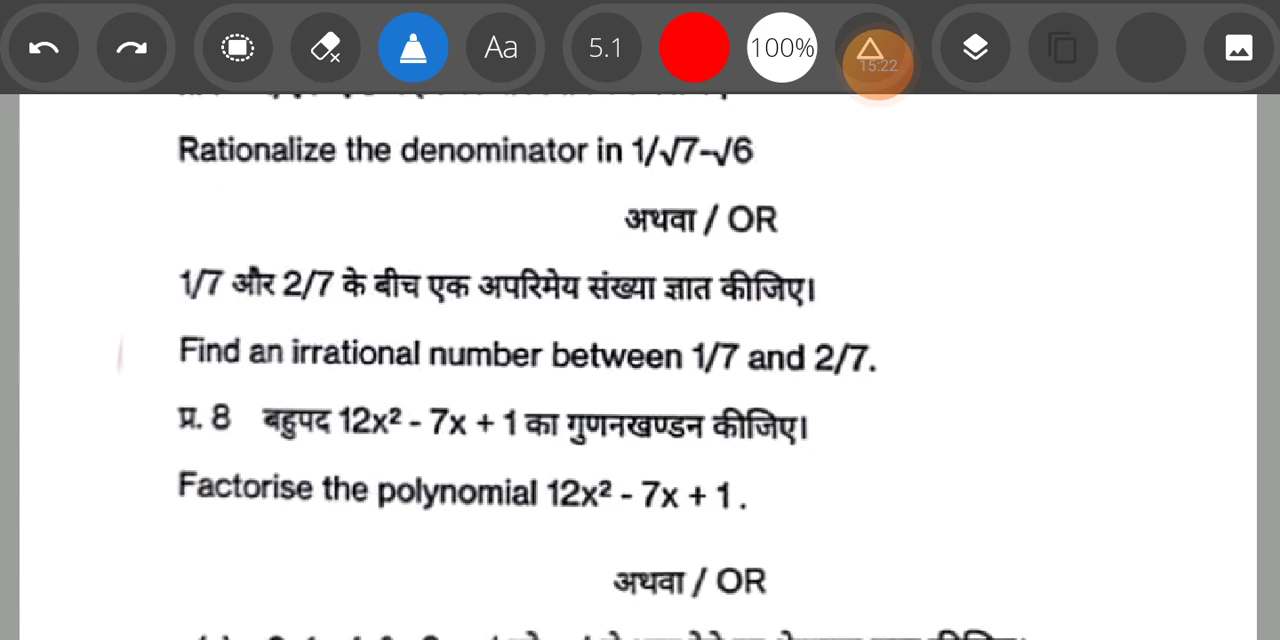 Aa 5.1 100% 15:22
Rationalize the denominator in 1/√7-√6
अथवा / OR
1/7 और 2/7 के बीच एक अपरिमेय संख्या ज्ञात कीजिए।
Find an irrational number between 1/7 and 2/7.
प्र. 8 बहुपद 12x² - 7x + 1 का गुणनखण्डन कीजिए।
Factorise the polynomial 12x² - 7x + 1 .
अथवा / OR